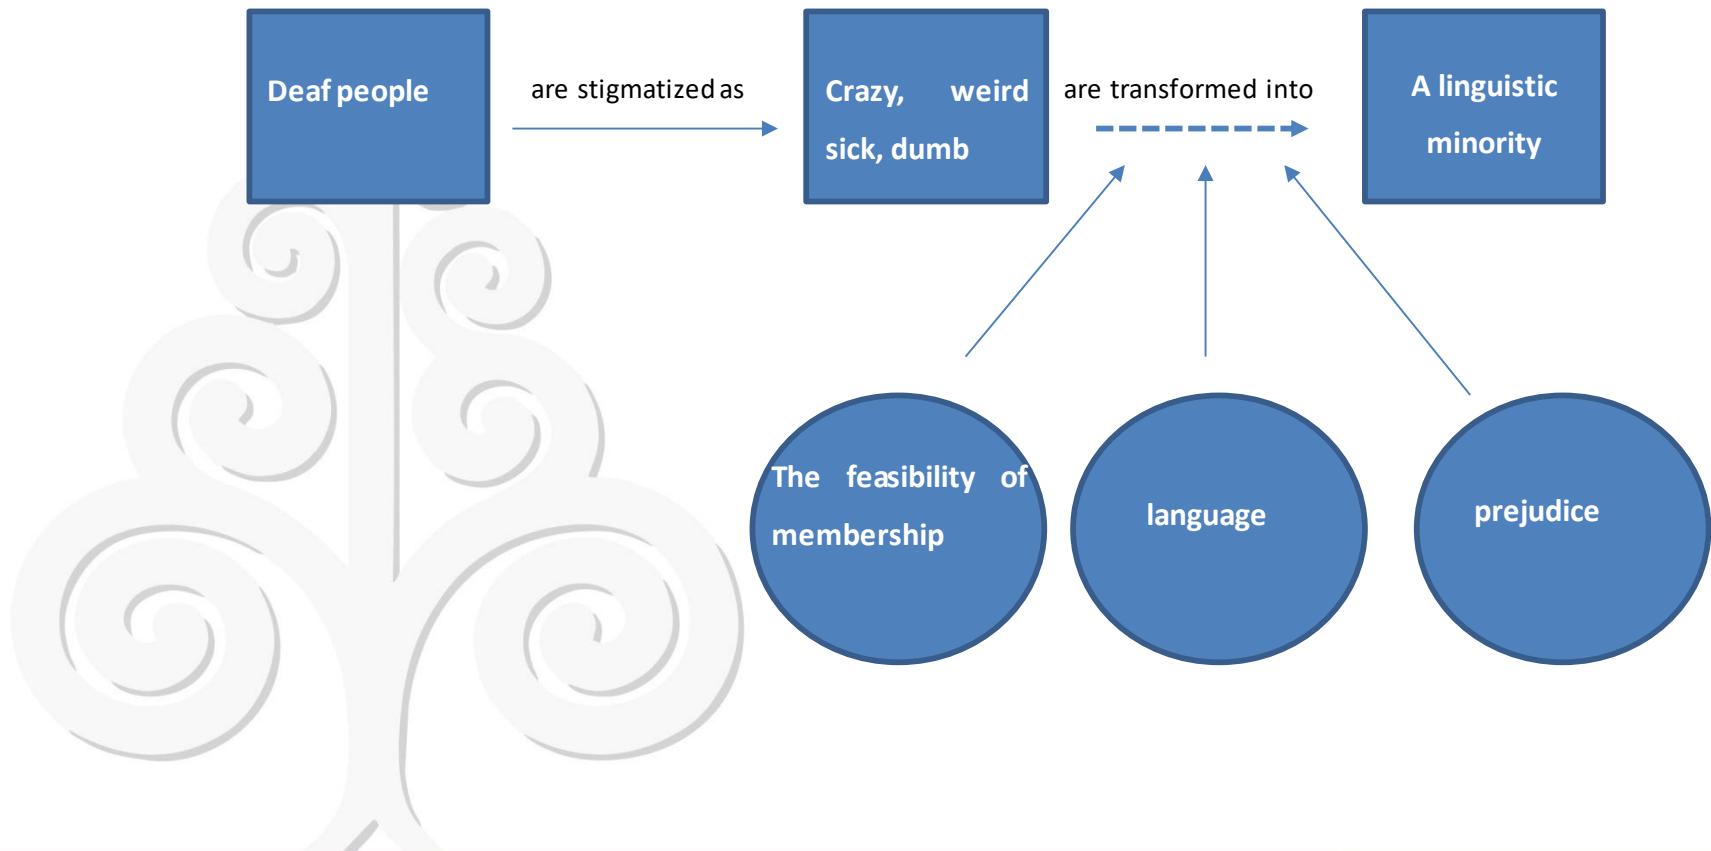 Deaf people
are stigmatized as
Crazy, weird
sick, dumb
are transformed into
A linguistic
minority
The feasibility of
membership
language
prejudice